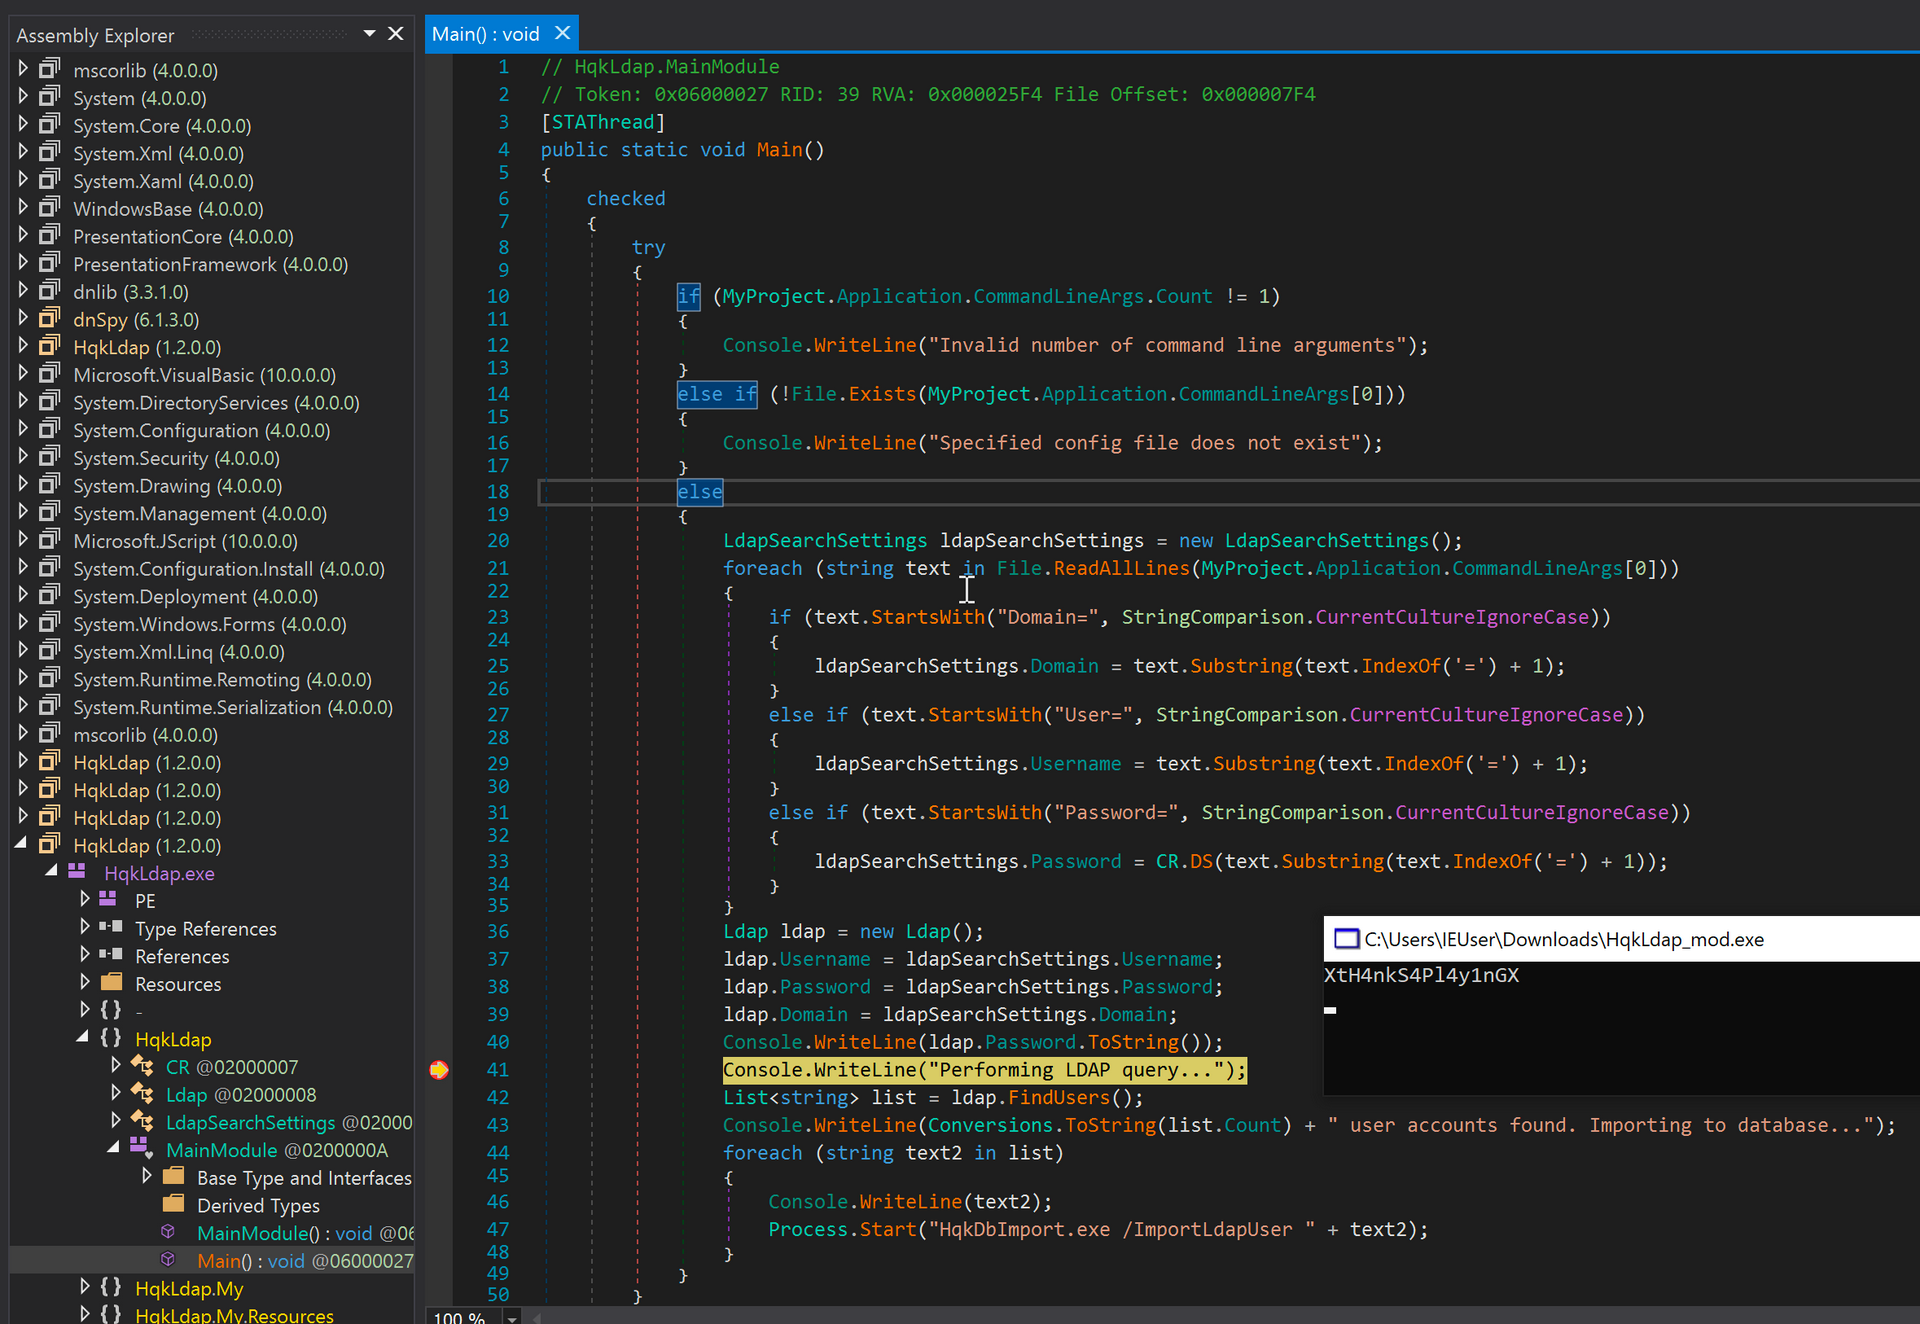 Assembly Explorer
mscorlib (4.0.0.0)
System (4.0.0.0)
System.Core (4.0.0.0)
System.Xml (4.0.0.0)
System.Xaml (4.0.0.0)
WindowsBase (4.0.0.0)
PresentationCore (4.0.0.0)
PresentationFramework (4.0.0.0)
dnlib (3.3.1.0)
dnSpy (6.1.3.0)
HqkLdap (1.2.0.0)
Microsoft.VisualBasic (10.0.0.0)
System.DirectoryServices (4.0.0.0)
System.Configuration (4.0.0.0)
System.Security (4.0.0.0)
System.Drawing (4.0.0.0)
System.Management (4.0.0.0)
Microsoft.JScript (10.0.0.0)
System.Configuration.Install (4.0.0.0)
System.Deployment (4.0.0.0)
System.Windows.Forms (4.0.0.0)
System.Xml.Linq (4.0.0.0)
System.Runtime.Remoting (4.0.0.0)
System.Runtime.Serialization (4.0.0.0)
mscorlib (4.0.0.0)
HqkLdap (1.2.0.0)
HqkLdap (1.2.0.0)
HqkLdap (1.2.0.0)
HqkLdap (1.2.0.0)
HqkLdap.exe
PE
Type References
References
Resources
{} -
{} HqkLdap
CR @02000007
Ldap @02000008
LdapSearchSettings @02000
MainModule @0200000A
Base Type and Interfaces
Derived Types
MainModule() : void @06
Main() : void @06000027
{} HqkLdap.My
{} HqkLdap.My.Resources
Main() : void
1 // HqkLdap.MainModule
2 // Token: 0x06000027 RID: 39 RVA: 0x000025F4 File Offset: 0x000007F4
3 [STAThread]
4 public static void Main()
5 {
6 checked
7 {
8 try
9 {
10 if (MyProject.Application.CommandLineArgs.Count != 1)
11 {
12 Console.WriteLine("Invalid number of command line arguments");
13 }
14 else if (!File.Exists(MyProject.Application.CommandLineArgs[0]))
15 {
16 Console.WriteLine("Specified config file does not exist");
17 }
18 else
19 {
20 LdapSearchSettings ldapSearchSettings = new LdapSearchSettings();
21 foreach (string text in File.ReadAllLines(MyProject.Application.CommandLineArgs[0]))
22 {
23 if (text.StartsWith("Domain=", StringComparison.CurrentCultureIgnoreCase))
24 {
25 ldapSearchSettings.Domain = text.Substring(text.IndexOf('=') + 1);
26 }
27 else if (text.StartsWith("User=", StringComparison.CurrentCultureIgnoreCase))
28 {
29 ldapSearchSettings.Username = text.Substring(text.IndexOf('=') + 1);
30 }
31 else if (text.StartsWith("Password=", StringComparison.CurrentCultureIgnoreCase))
32 {
33 ldapSearchSettings.Password = CR.DS(text.Substring(text.IndexOf('=') + 1));
34 }
35 }
36 Ldap ldap = new Ldap();
37 ldap.Username = ldapSearchSettings.Username;
38 ldap.Password = ldapSearchSettings.Password;
39 ldap.Domain = ldapSearchSettings.Domain;
40 Console.WriteLine(ldap.Password.ToString());
41 Console.WriteLine("Performing LDAP query...");
42 List<string> list = ldap.FindUsers();
43 Console.WriteLine(Conversions.ToString(list.Count) + " user accounts found. Importing to database...");
44 foreach (string text2 in list)
45 {
46 Console.WriteLine(text2);
47 Process.Start("HqkDbImport.exe /ImportLdapUser " + text2);
48 }
49 }
50 }
100 %
C:\Users\IEUser\Downloads\HqkLdap_mod.exe
XtH4nkS4Pl4y1nGX